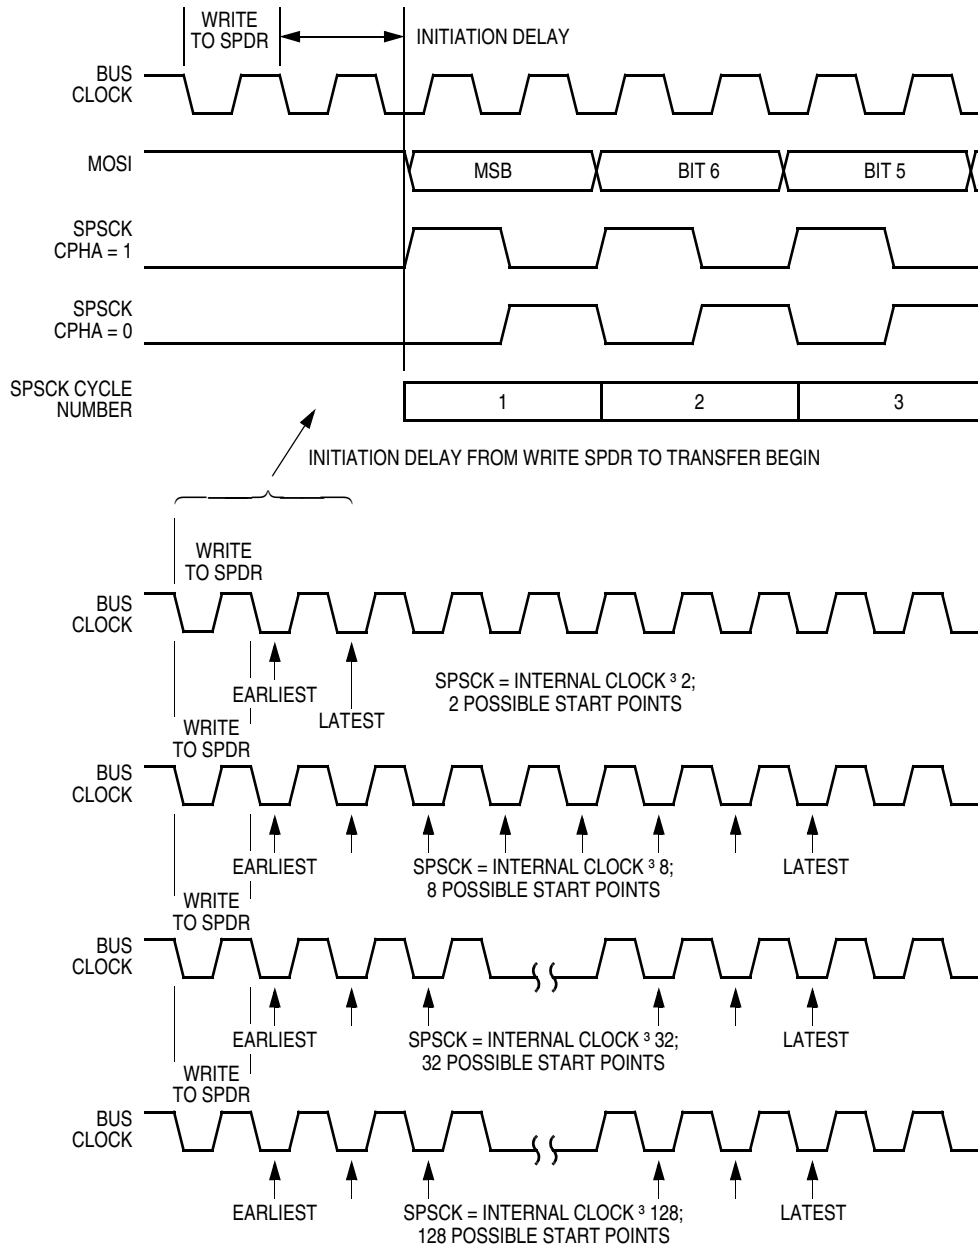 WRITE
TO SPDR
INITIATION DELAY
BUS
CLOCK
MOSI
MSB
BIT 6
BIT 5
SPSCK
CPHA = 1
SPSCK
CPHA = 0
SPSCK CYCLE
NUMBER
1
2
3
INITIATION DELAY FROM WRITE SPDR TO TRANSFER BEGIN
WRITE
TO SPDR
BUS
CLOCK
EARLIEST
LATEST
SPSCK = INTERNAL CLOCK ³ 2;
2 POSSIBLE START POINTS
WRITE
TO SPDR
BUS
CLOCK
EARLIEST
SPSCK = INTERNAL CLOCK ³ 8;
8 POSSIBLE START POINTS
LATEST
WRITE
TO SPDR
BUS
CLOCK
EARLIEST
SPSCK = INTERNAL CLOCK ³ 32;
32 POSSIBLE START POINTS
LATEST
WRITE
TO SPDR
BUS
CLOCK
EARLIEST
SPSCK = INTERNAL CLOCK ³ 128;
128 POSSIBLE START POINTS
LATEST